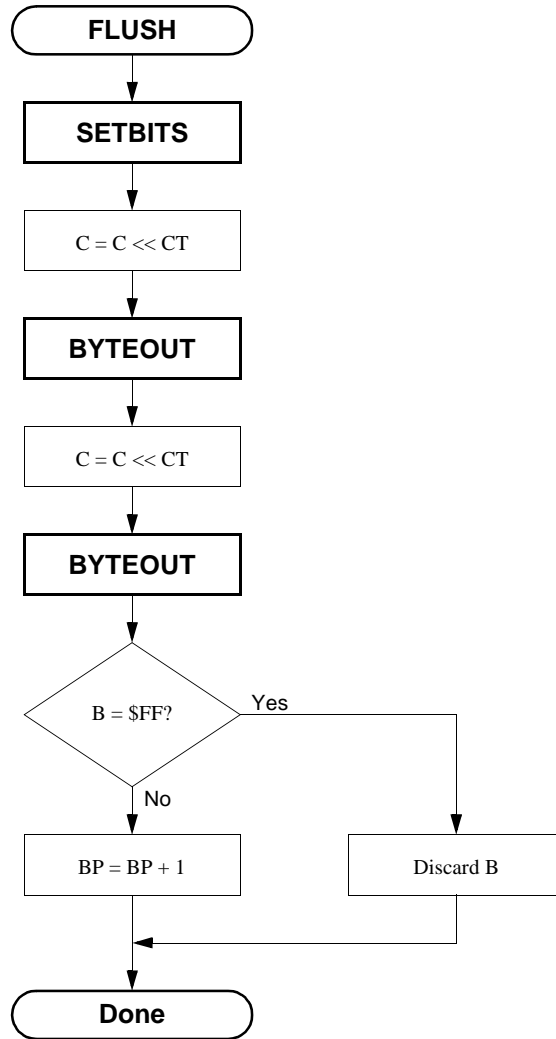 FLUSH
SETBITS
C = C << CT
BYTEOUT
C = C << CT
BYTEOUT
B = $FF?
Yes
No
BP = BP + 1
Discard B
Done